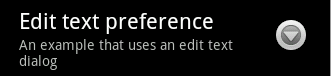 Edit text preference
An example that uses an edit text
dialog